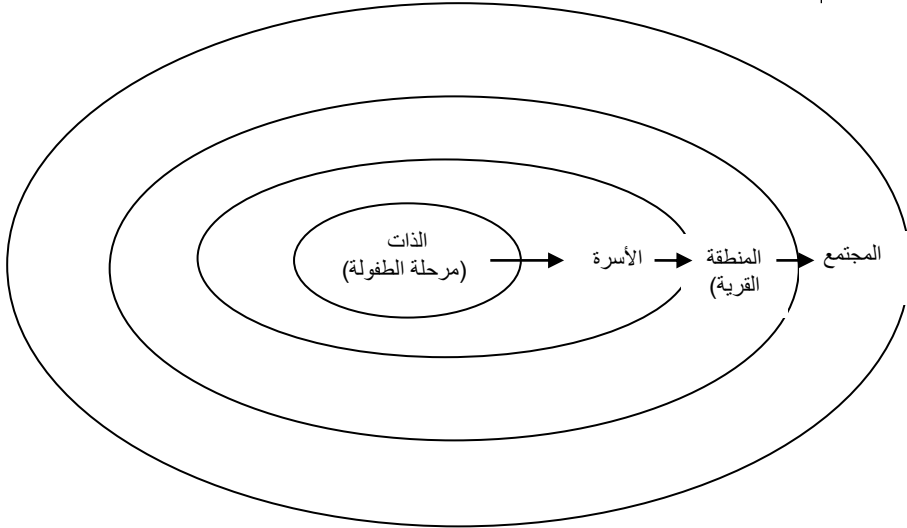 الذات
(مرحلة الطفولة)
الأسرة
المنطقة
القرية)
المجتمع